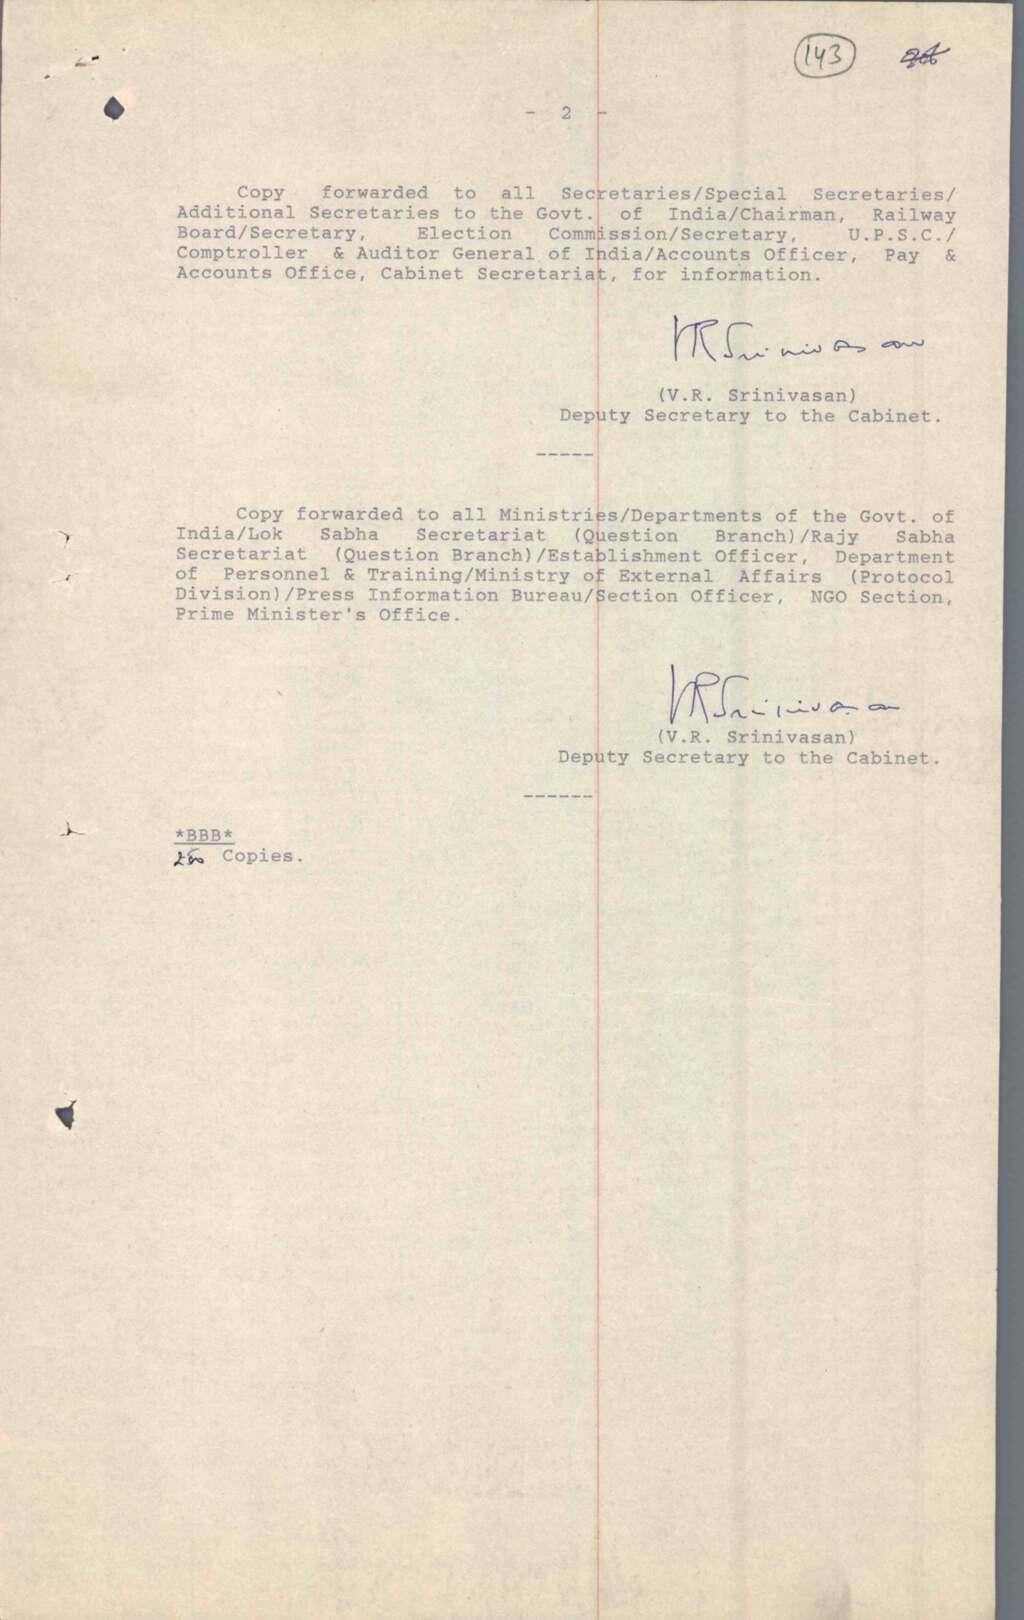 143
- 2 -
Copy forwarded to all Secretaries/Special Secretaries/
Additional Secretaries to the Govt. of India/Chairman, Railway
Board/Secretary, Election Commission/Secretary, U.P.S.C./
Comptroller & Auditor General of India/Accounts Officer, Pay &
Accounts Office, Cabinet Secretariat, for information.
VRSrinivasan
(V.R. Srinivasan)
Deputy Secretary to the Cabinet.
-----
Copy forwarded to all Ministries/Departments of the Govt. of
India/Lok Sabha Secretariat (Question Branch)/Rajy Sabha
Secretariat (Question Branch)/Establishment Officer, Department
of Personnel & Training/Ministry of External Affairs (Protocol
Division)/Press Information Bureau/Section Officer, NGO Section,
Prime Minister's Office.
VRSrinivasan
(V.R. Srinivasan)
Deputy Secretary to the Cabinet.
------
*BBB*
250 Copies.